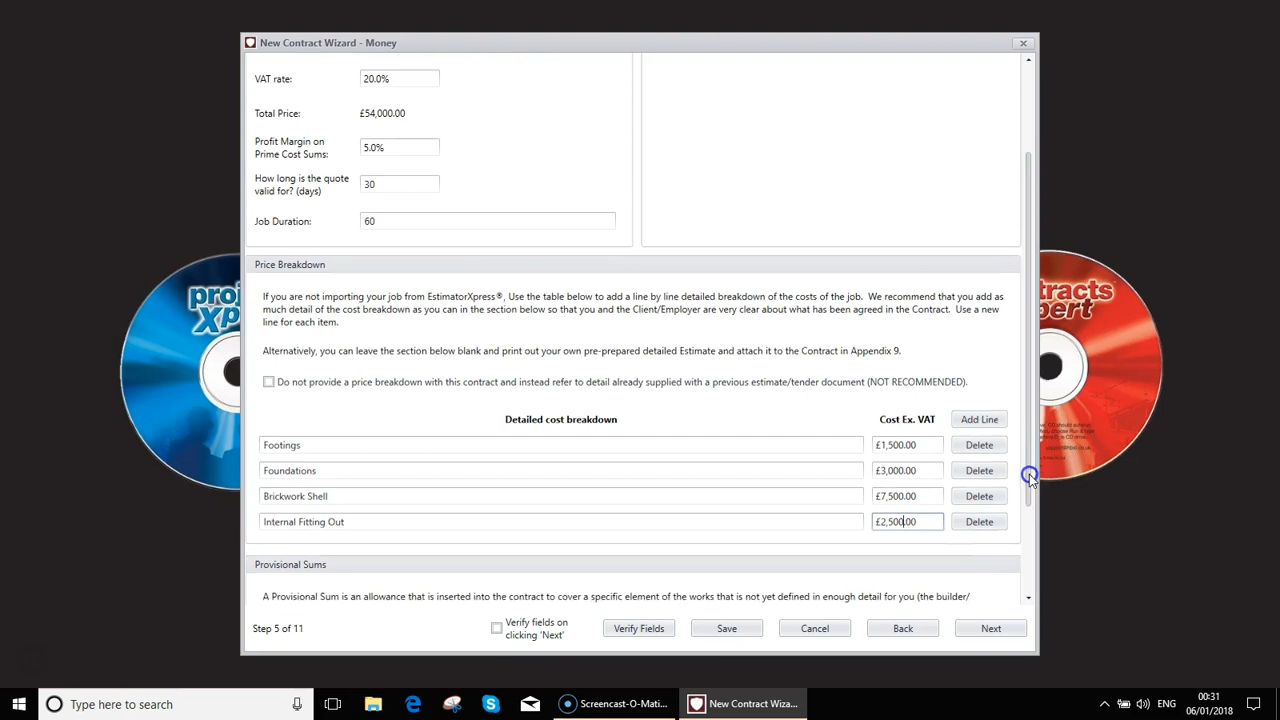 New Contract Wizard - Money
VAT rate:
20.0%
Total Price:
£54,000.00
Profit Margin on
Prime Cost Sums:
5.0%
How long is the quote
valid for? (days)
30
Job Duration:
60
Price Breakdown
If you are not importing your job from EstimatorXpress®, Use the table below to add a line by line detailed breakdown of the costs of the job. We recommend that you add as
much detail of the cost breakdown as you can in the section below so that you and the Client/Employer are very clear about what has been agreed in the Contract. Use a new
line for each item.
Alternatively, you can leave the section below blank and print out your own pre-prepared detailed Estimate and attach it to the Contract in Appendix 9.
Do not provide a price breakdown with this contract and instead refer to detail already supplied with a previous estimate/tender document (NOT RECOMMENDED).
Detailed cost breakdown Cost Ex. VAT Add Line
Footings £1,500.00 Delete
Foundations £3,000.00 Delete
Brickwork Shell £7,500.00 Delete
Internal Fitting Out £2,500.00 Delete
Provisional Sums
A Provisional Sum is an allowance that is inserted into the contract to cover a specific element of the works that is not yet defined in enough detail for you (the builder/
Step 5 of 11
Verify fields on
clicking 'Next'
Verify Fields Save Cancel Back Next
proj
Xp
tracts
pert
Type here to search
Screencast-O-Mati...
New Contract Wiza...
ENG
00:31
06/01/2018